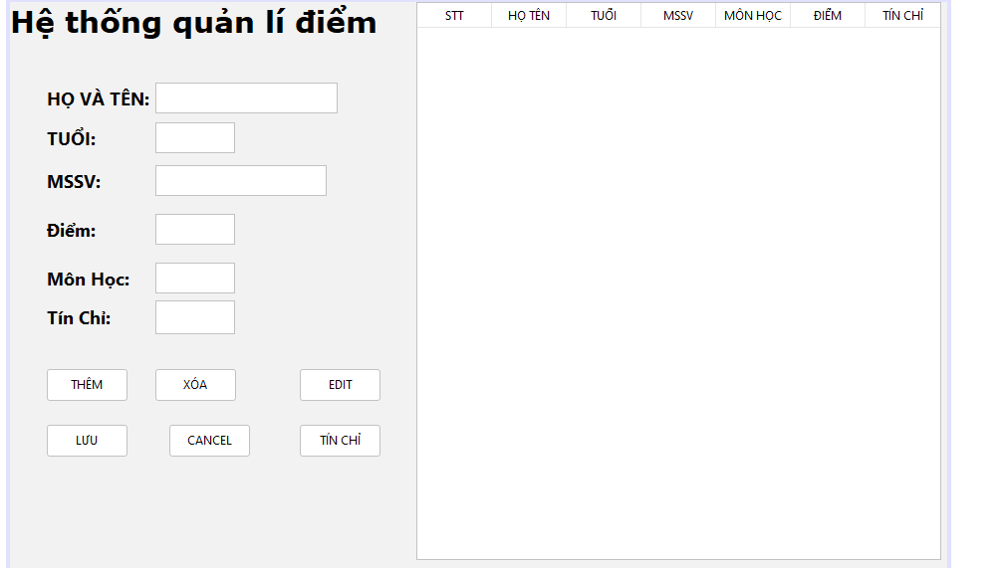 Hệ thống quản lí điểm
HỌ VÀ TÊN:
TUỔI:
MSSV:
Điểm:
Môn Học:
Tín Chỉ:
THÊM XÓA EDIT
LƯU CANCEL TÍN CHỈ
STT HỌ TÊN TUỔI MSSV MÔN HỌC ĐIỂM TÍN CHỈ